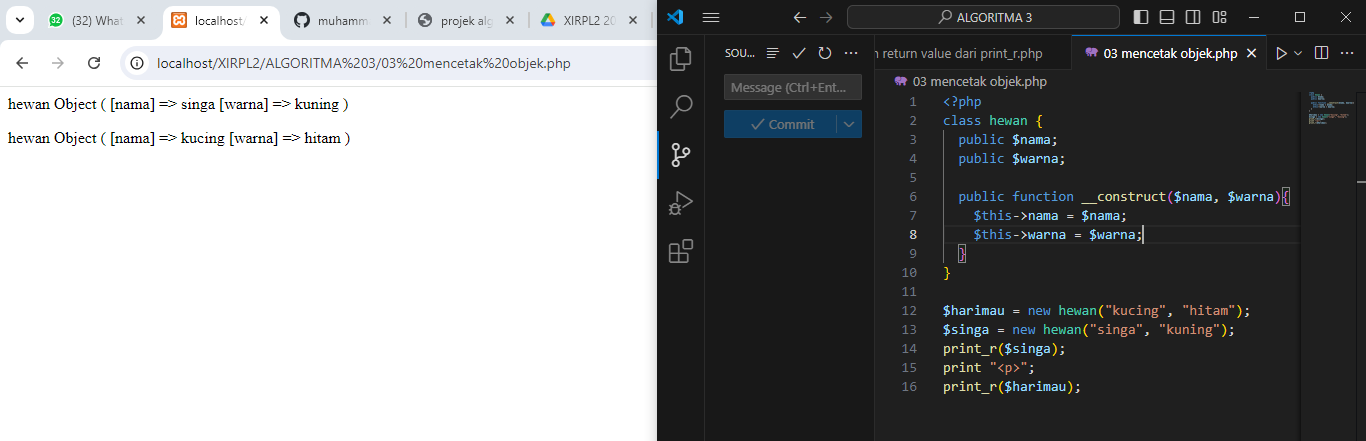 (32) What
localhost/
muhamm
projek alg
XIRPL2 20
localhost/XIRPL2/ALGORITMA%203/03%20mencetak%20objek.php
hewan Object ( [nama] => singa [warna] => kuning )
hewan Object ( [nama] => kucing [warna] => hitam )
ALGORITMA 3
SOU...
Message (Ctrl+Ent...
Commit
n return value dari print_r.php
03 mencetak objek.php
03 mencetak objek.php
1 <?php
2 class hewan {
3 public $nama;
4 public $warna;
5
6 public function __construct($nama, $warna){
7 $this->nama = $nama;
8 $this->warna = $warna;
9 }
10 }
11
12 $harimau = new hewan("kucing", "hitam");
13 $singa = new hewan("singa", "kuning");
14 print_r($singa);
15 print "<p>";
16 print_r($harimau);